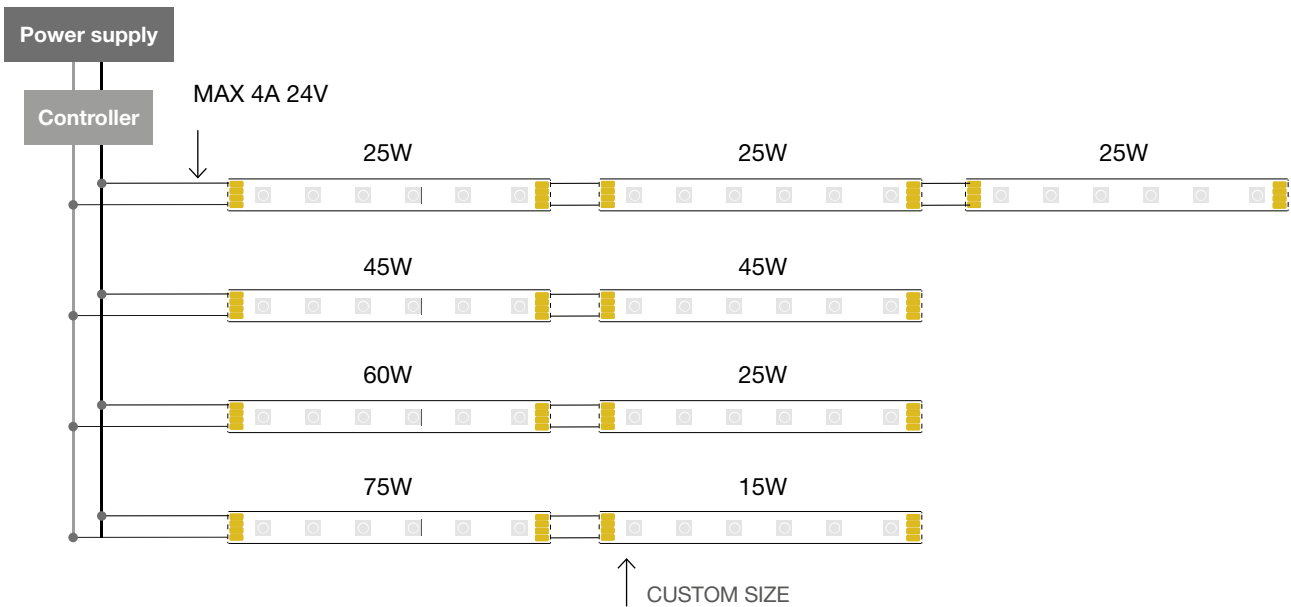 Power supply
Controller
MAX 4A 24V
25W 25W 25W
45W 45W
60W 25W
75W 15W
CUSTOM SIZE